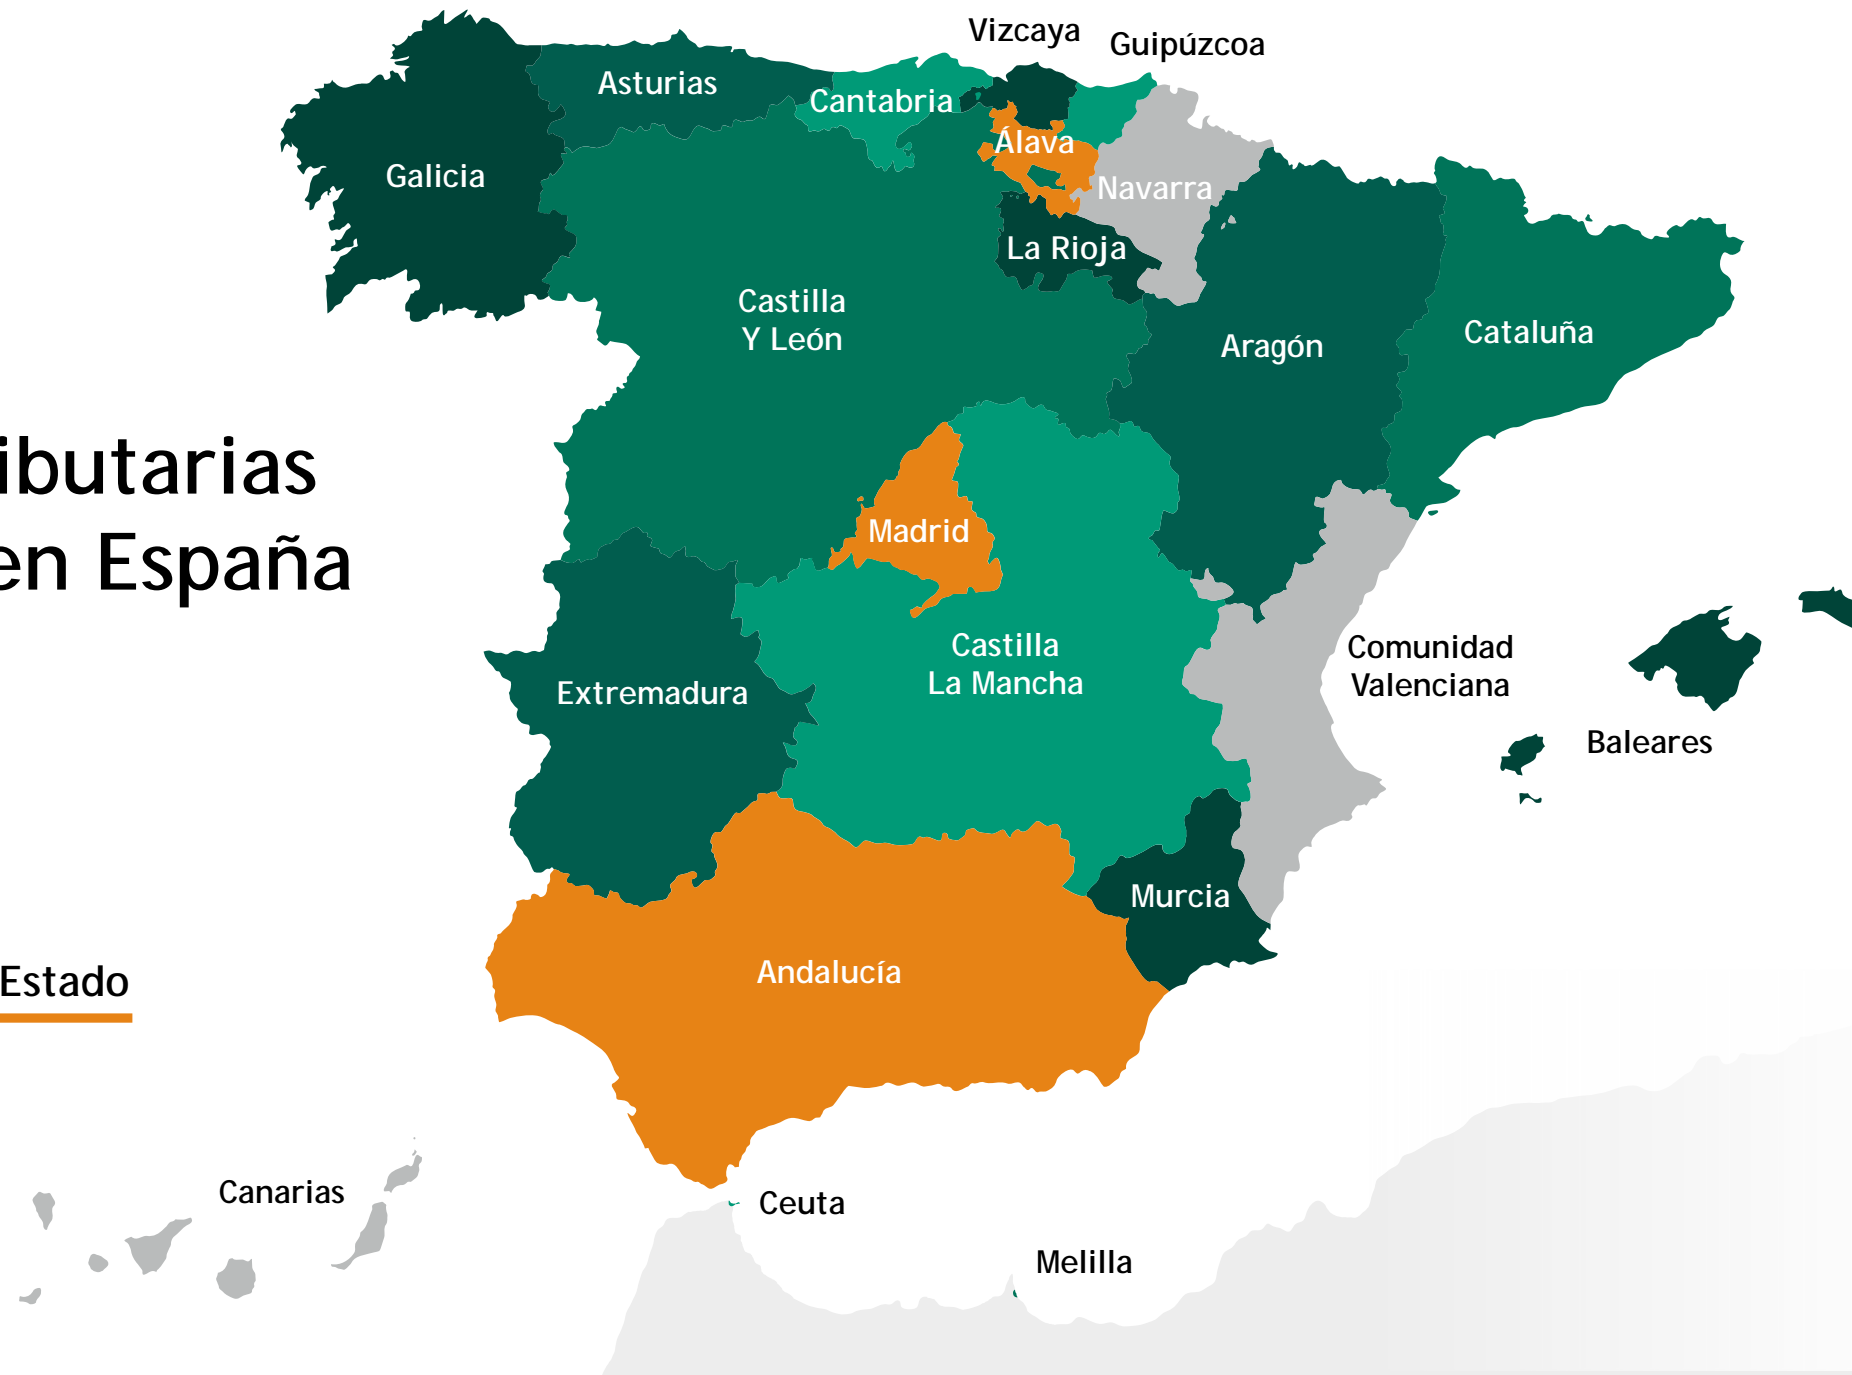 Vizcaya
Guipúzcoa
Asturias
Cantabria
Álava
Galicia
Navarra
La Rioja
Castilla
Y León
Aragón
Cataluña
ibutarias
en España
Madrid
Castilla
La Mancha
Comunidad
Valenciana
Extremadura
Baleares
Murcia
Andalucía
Estado
Canarias
Ceuta
Melilla